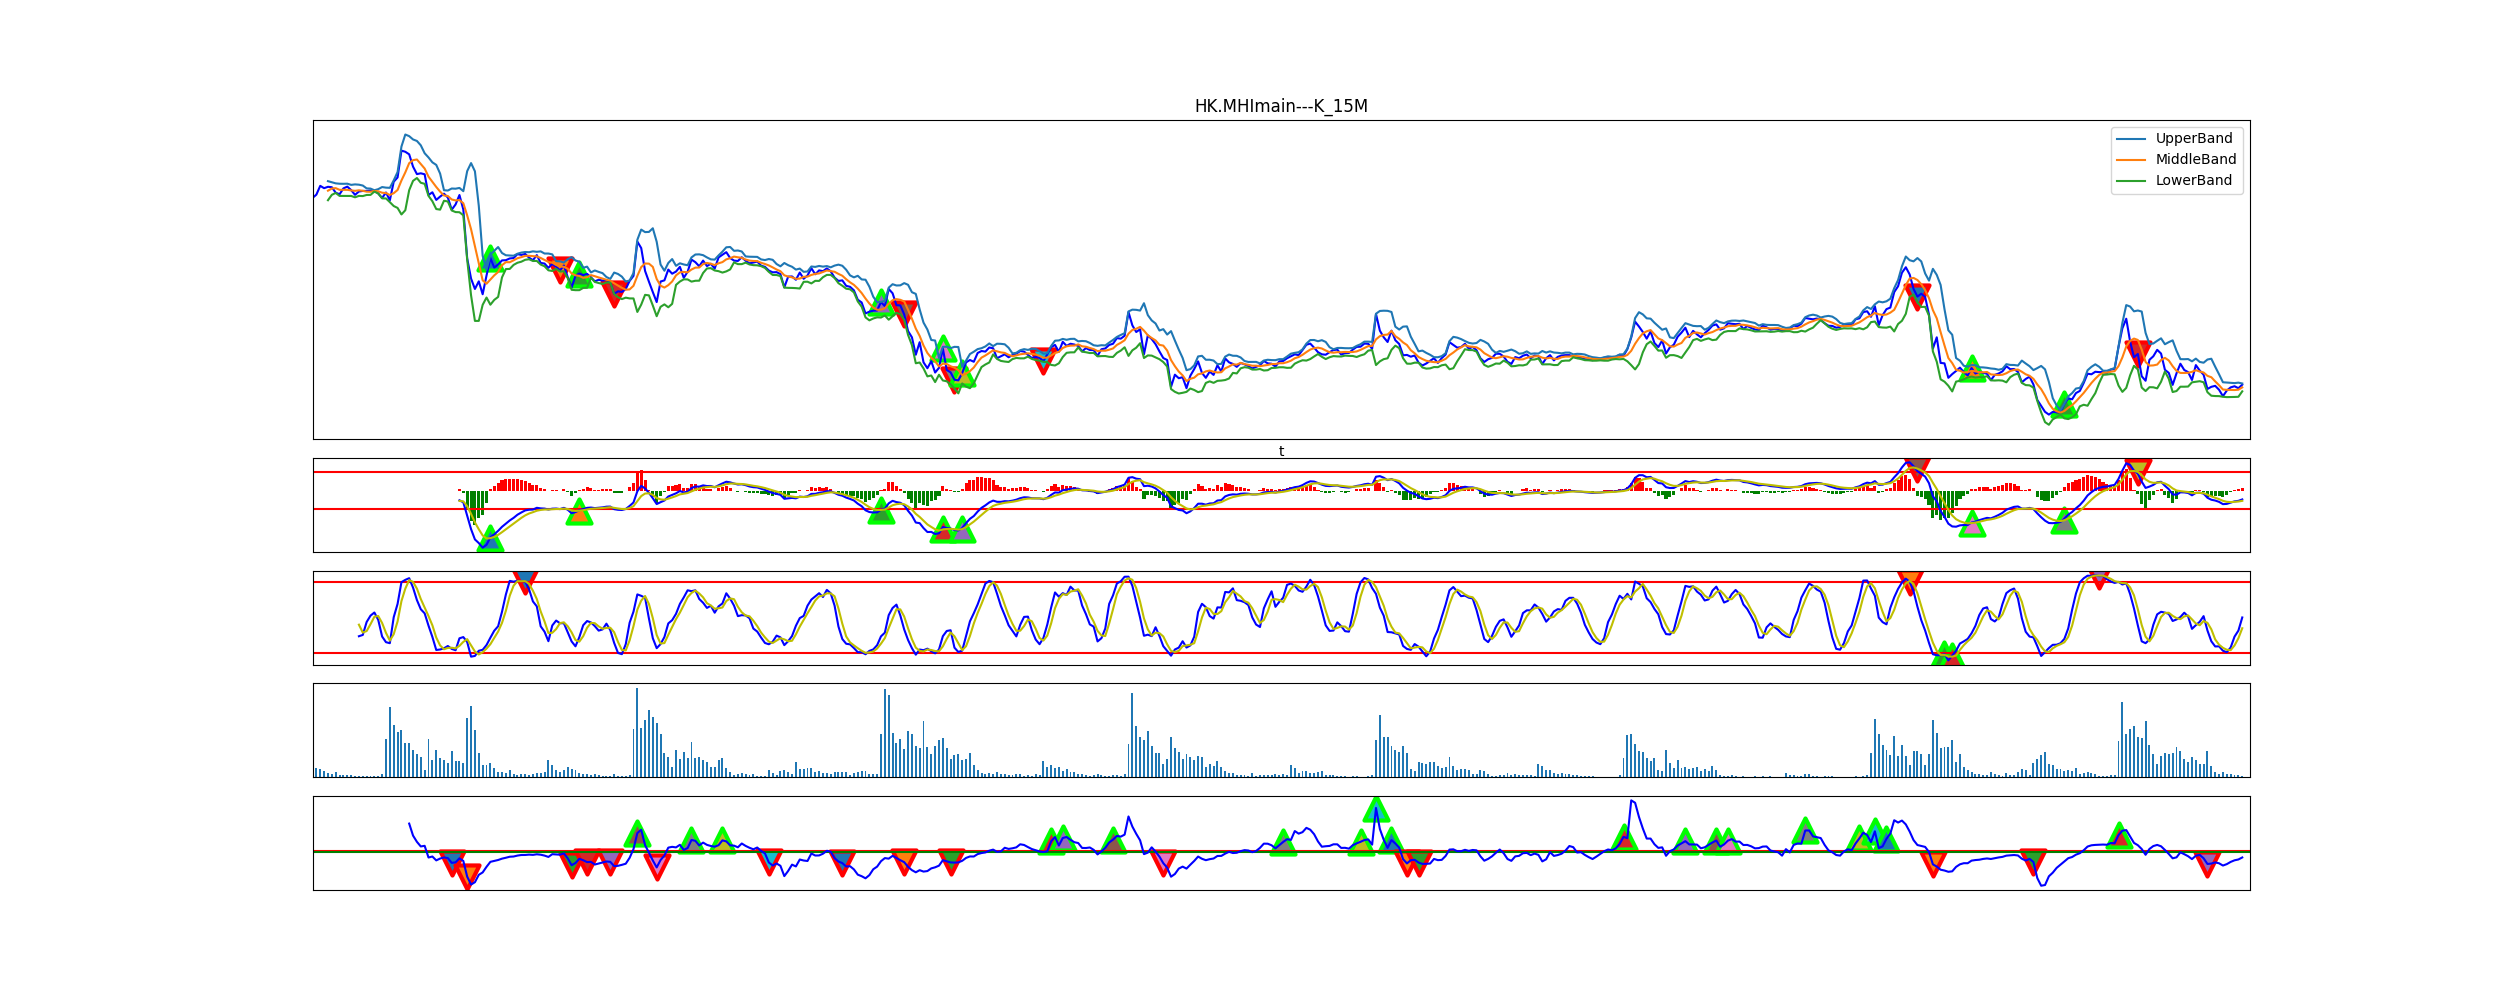 HK.MHImain---K_15M
UpperBand
MiddleBand
LowerBand
t